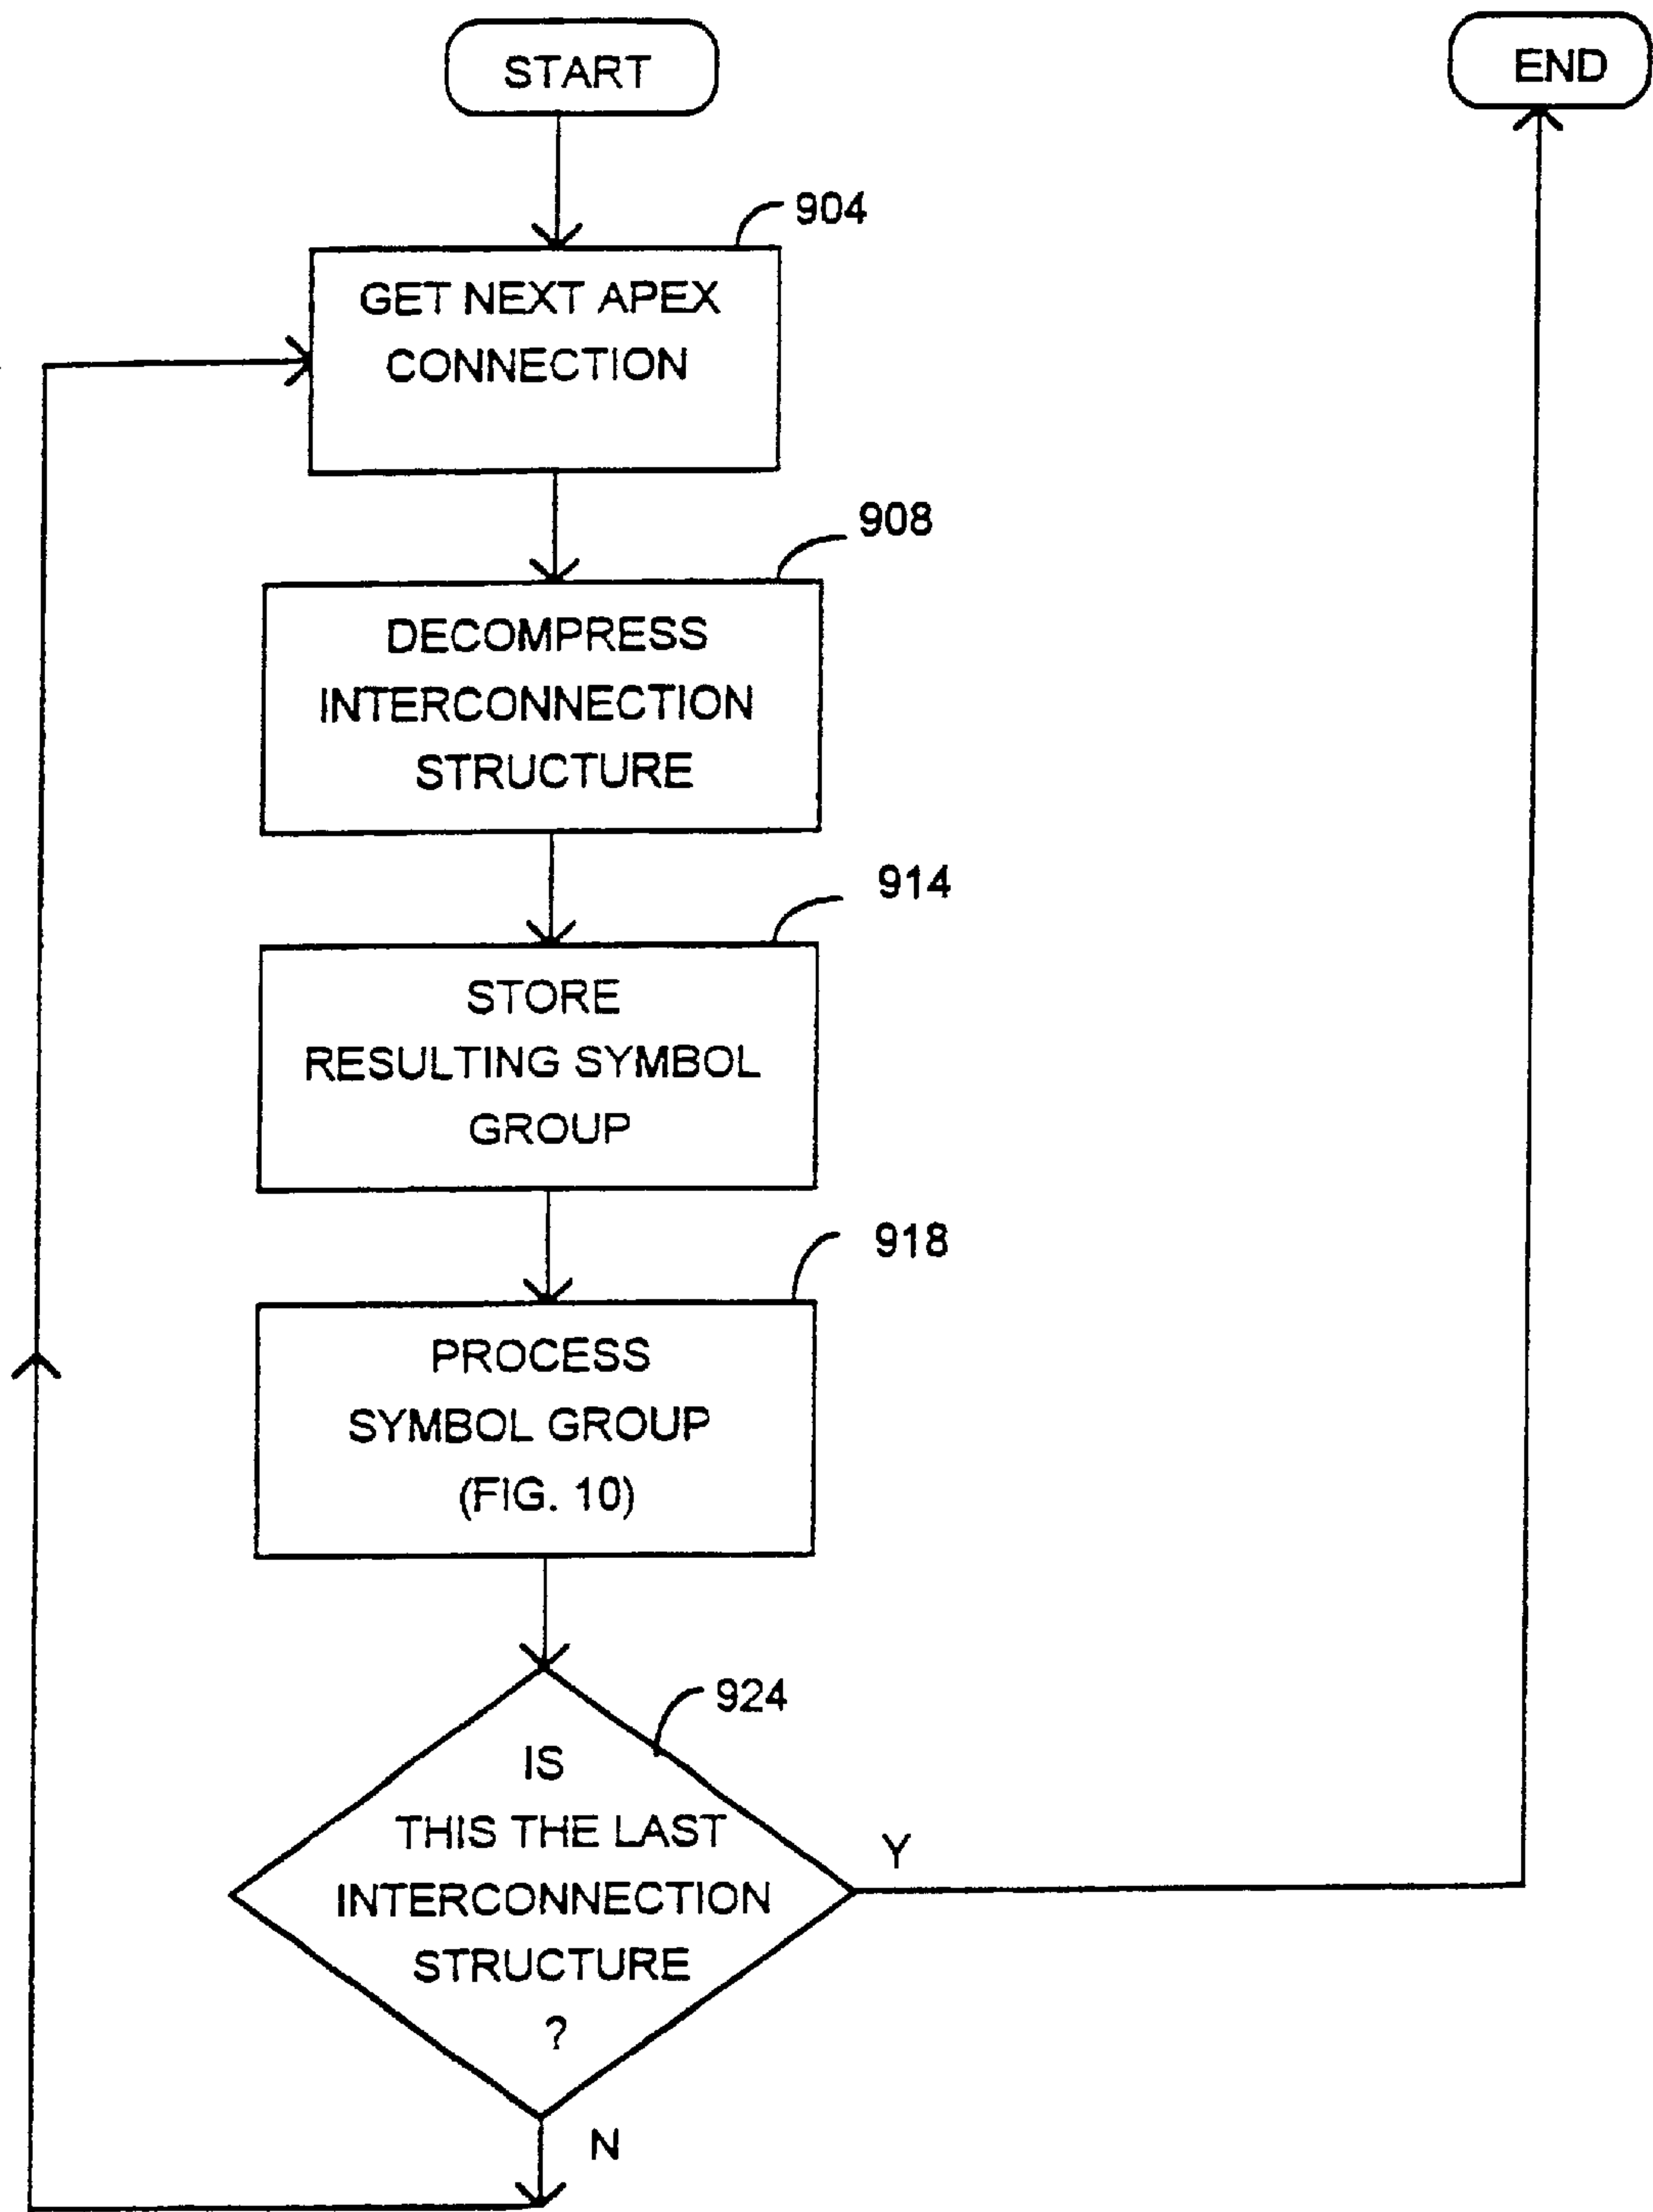 START
END
904
GET NEXT APEX
CONNECTION
908
DECOMPRESS
INTERCONNECTION
STRUCTURE
914
STORE
RESULTING SYMBOL
GROUP
918
PROCESS
SYMBOL GROUP
(FIG. 10)
924
IS
THIS THE LAST
INTERCONNECTION
STRUCTURE
?
Y
N